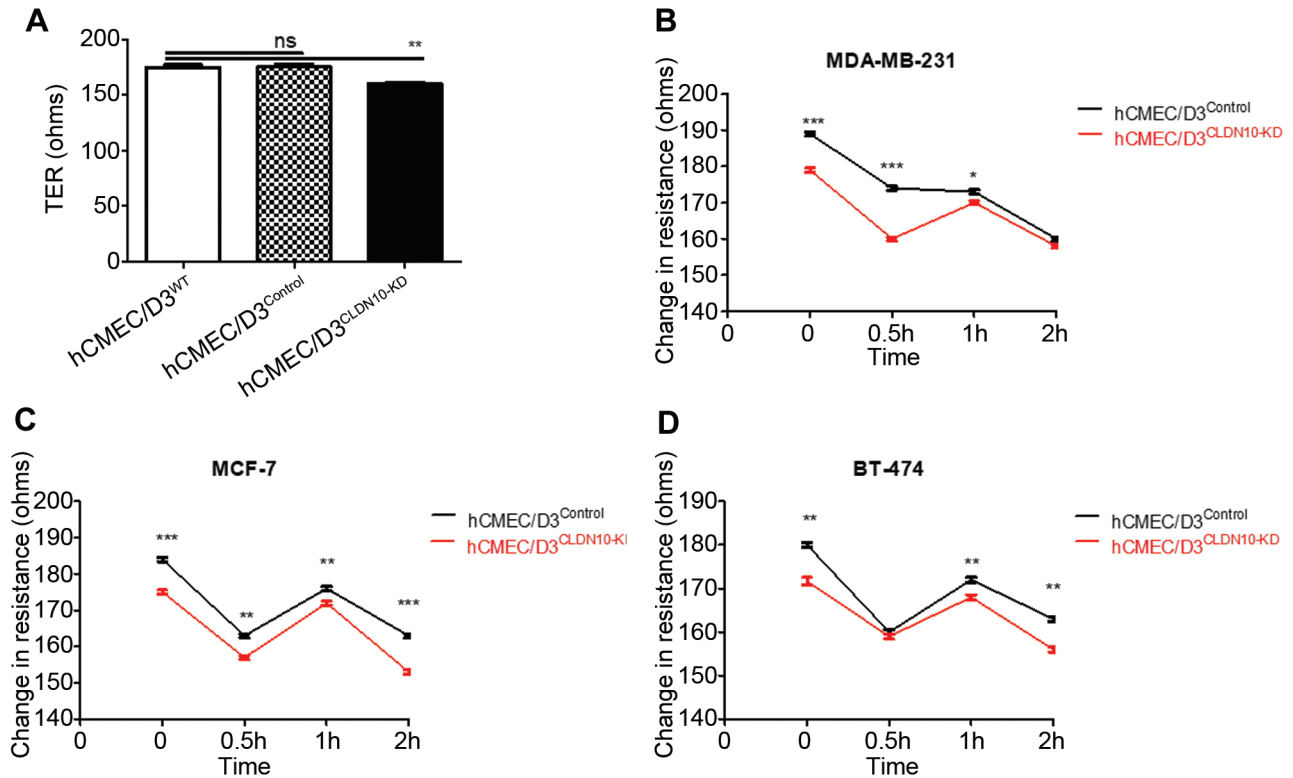 A
200
150
100
50
0
TER (ohms)
ns
**
hCMEC/D3WT
hCMEC/D3Control
hCMEC/D3CLDN10-KD
B
MDA-MB-231
Change in resistance (ohms)
200
190
180
170
160
150
140
***
***
*
0
0
0.5h
1h
2h
Time
hCMEC/D3Control
hCMEC/D3CLDN10-KD
C
MCF-7
Change in resistance (ohms)
200
190
180
170
160
150
140
***
**
**
***
0
0
0.5h
1h
2h
Time
hCMEC/D3Control
hCMEC/D3CLDN10-KI
D
BT-474
Change in resistance (ohms)
190
180
170
160
150
140
**
**
**
0
0
0.5h
1h
2h
Time
hCMEC/D3Control
hCMEC/D3CLDN10-KD